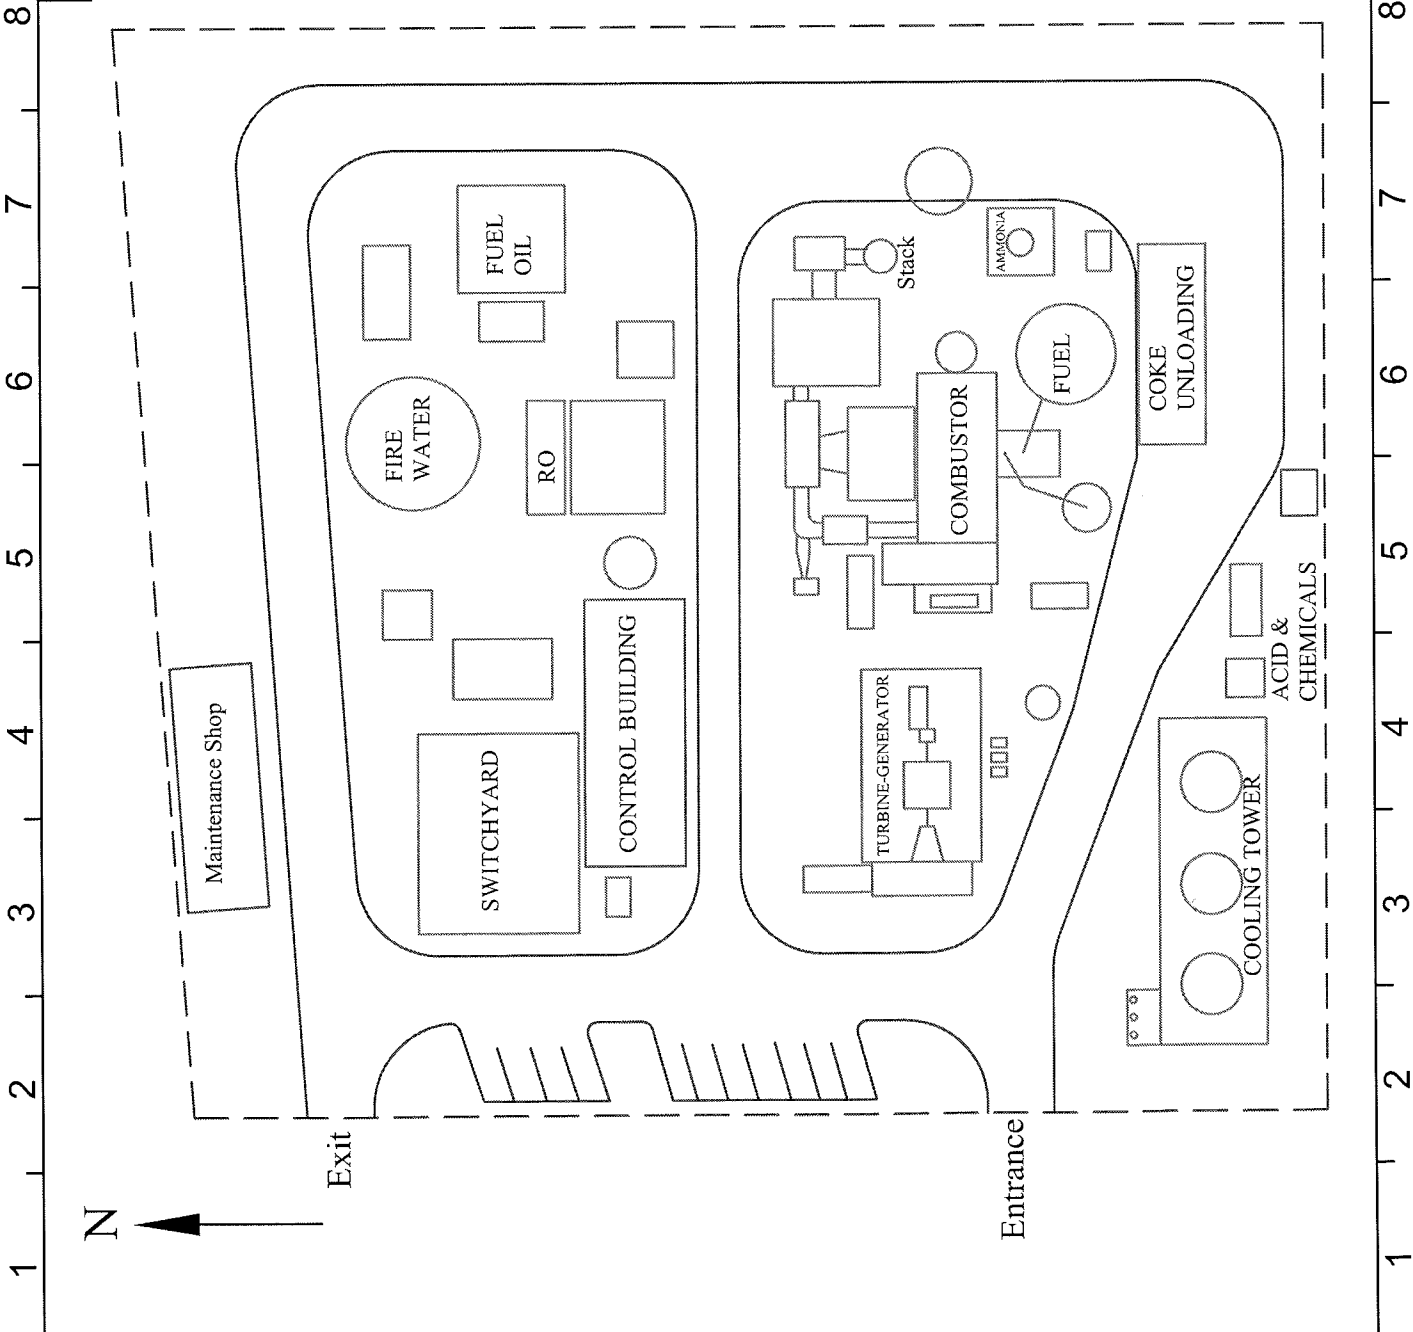 8
7
6
5
4
3
2
1
N
Exit
Entrance
Maintenance Shop
SWITCHYARD
CONTROL BUILDING
FIRE
WATER
RO
FUEL
OIL
TURBINE-GENERATOR
COMBUSTOR
Stack
FUEL
AMMONIA
COKE
UNLOADING
ACID &
CHEMICALS
COOLING TOWER
8
7
6
5
4
3
2
1